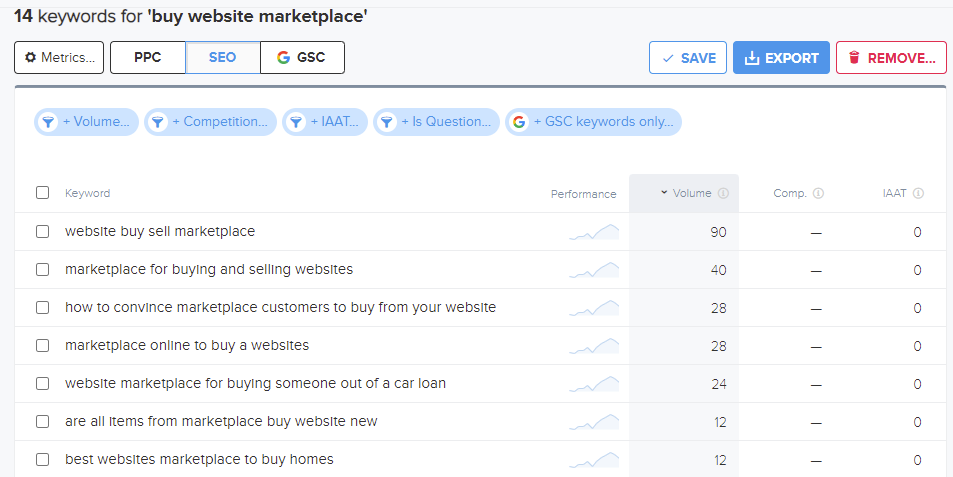 14 keywords for 'buy website marketplace'
Metrics... PPC SEO GSC SAVE EXPORT REMOVE...
+ Volume... + Competition... + IAAT... + Is Question... + GSC keywords only...
Keyword Performance Volume Comp. IAAT
website buy sell marketplace 90 — 0
marketplace for buying and selling websites 40 — 0
how to convince marketplace customers to buy from your website 28 — 0
marketplace online to buy a websites 28 — 0
website marketplace for buying someone out of a car loan 24 — 0
are all items from marketplace buy website new 12 — 0
best websites marketplace to buy homes 12 — 0